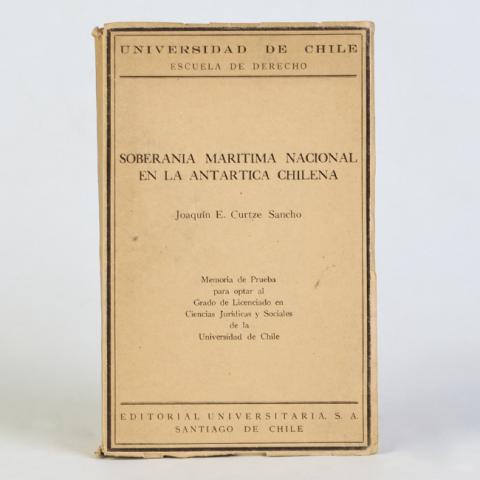 UNIVERSIDAD DE CHILE
ESCUELA DE DERECHO
SOBERANIA MARITIMA NACIONAL
EN LA ANTARTICA CHILENA
Joaquín E. Curtze Sancho
Memoria de Prueba
para optar al
Grado de Licenciado en
Ciencias Jurídicas y Sociales
de la
Universidad de Chile
EDITORIAL UNIVERSITARIA, S. A.
SANTIAGO DE CHILE